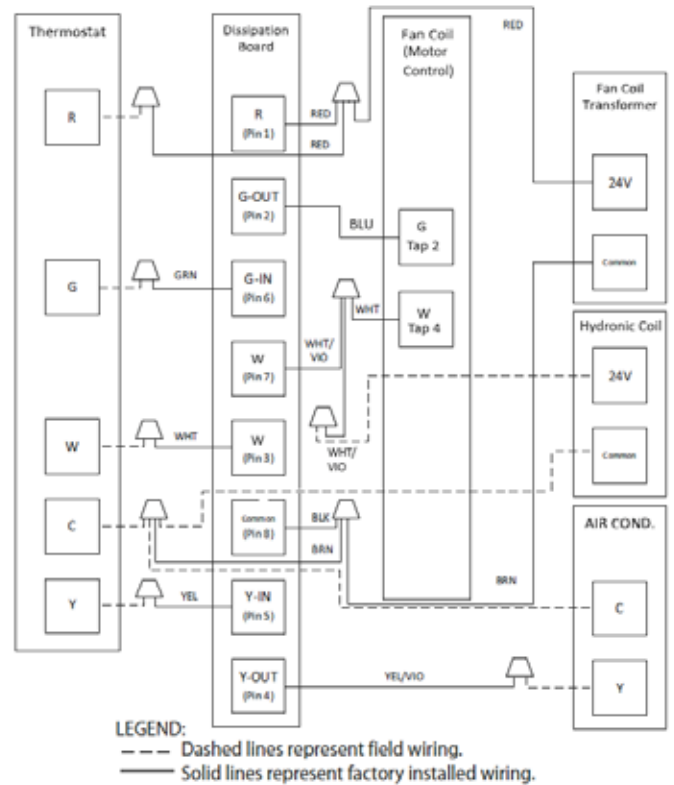 Thermostat
R
G
W
C
Y
Dissipation
Board
R
(Pin 1)
G-OUT
(Pin 2)
G-IN
(Pin 6)
W
(Pin 7)
W
(Pin 3)
Common
(Pin 8)
Y-IN
(Pin 5)
Y-OUT
(Pin 4)
RED
RED
GRN
BLU
WHT/
VIO
WHT
WHT
WHT/
VIO
BLK
BRN
YEL
YEL/VIO
Fan Coil
(Motor
Control)
G
Tap 2
W
Tap 4
RED
BRN
Fan Coil
Transformer
24V
Common
Hydronic Coil
24V
Common
AIR COND.
C
Y
LEGEND:
Dashed lines represent field wiring.
Solid lines represent factory installed wiring.